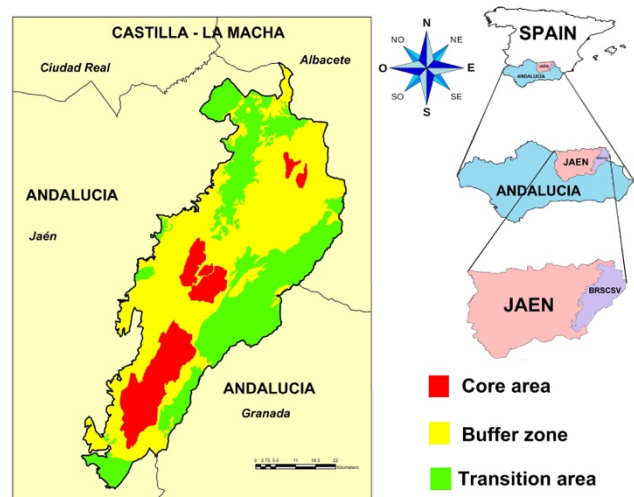 CASTILLA - LA MACHA
Ciudad Real
Albacete
ANDALUCIA
Jaén
ANDALUCIA
Granada
Kilometers
N
NO
NE
O
E
SO
SE
S
SPAIN
JAEN
ANDALUCIA
JAEN
ANDALUCIA
JAEN
BRSCSV
Core area
Buffer zone
Transition area